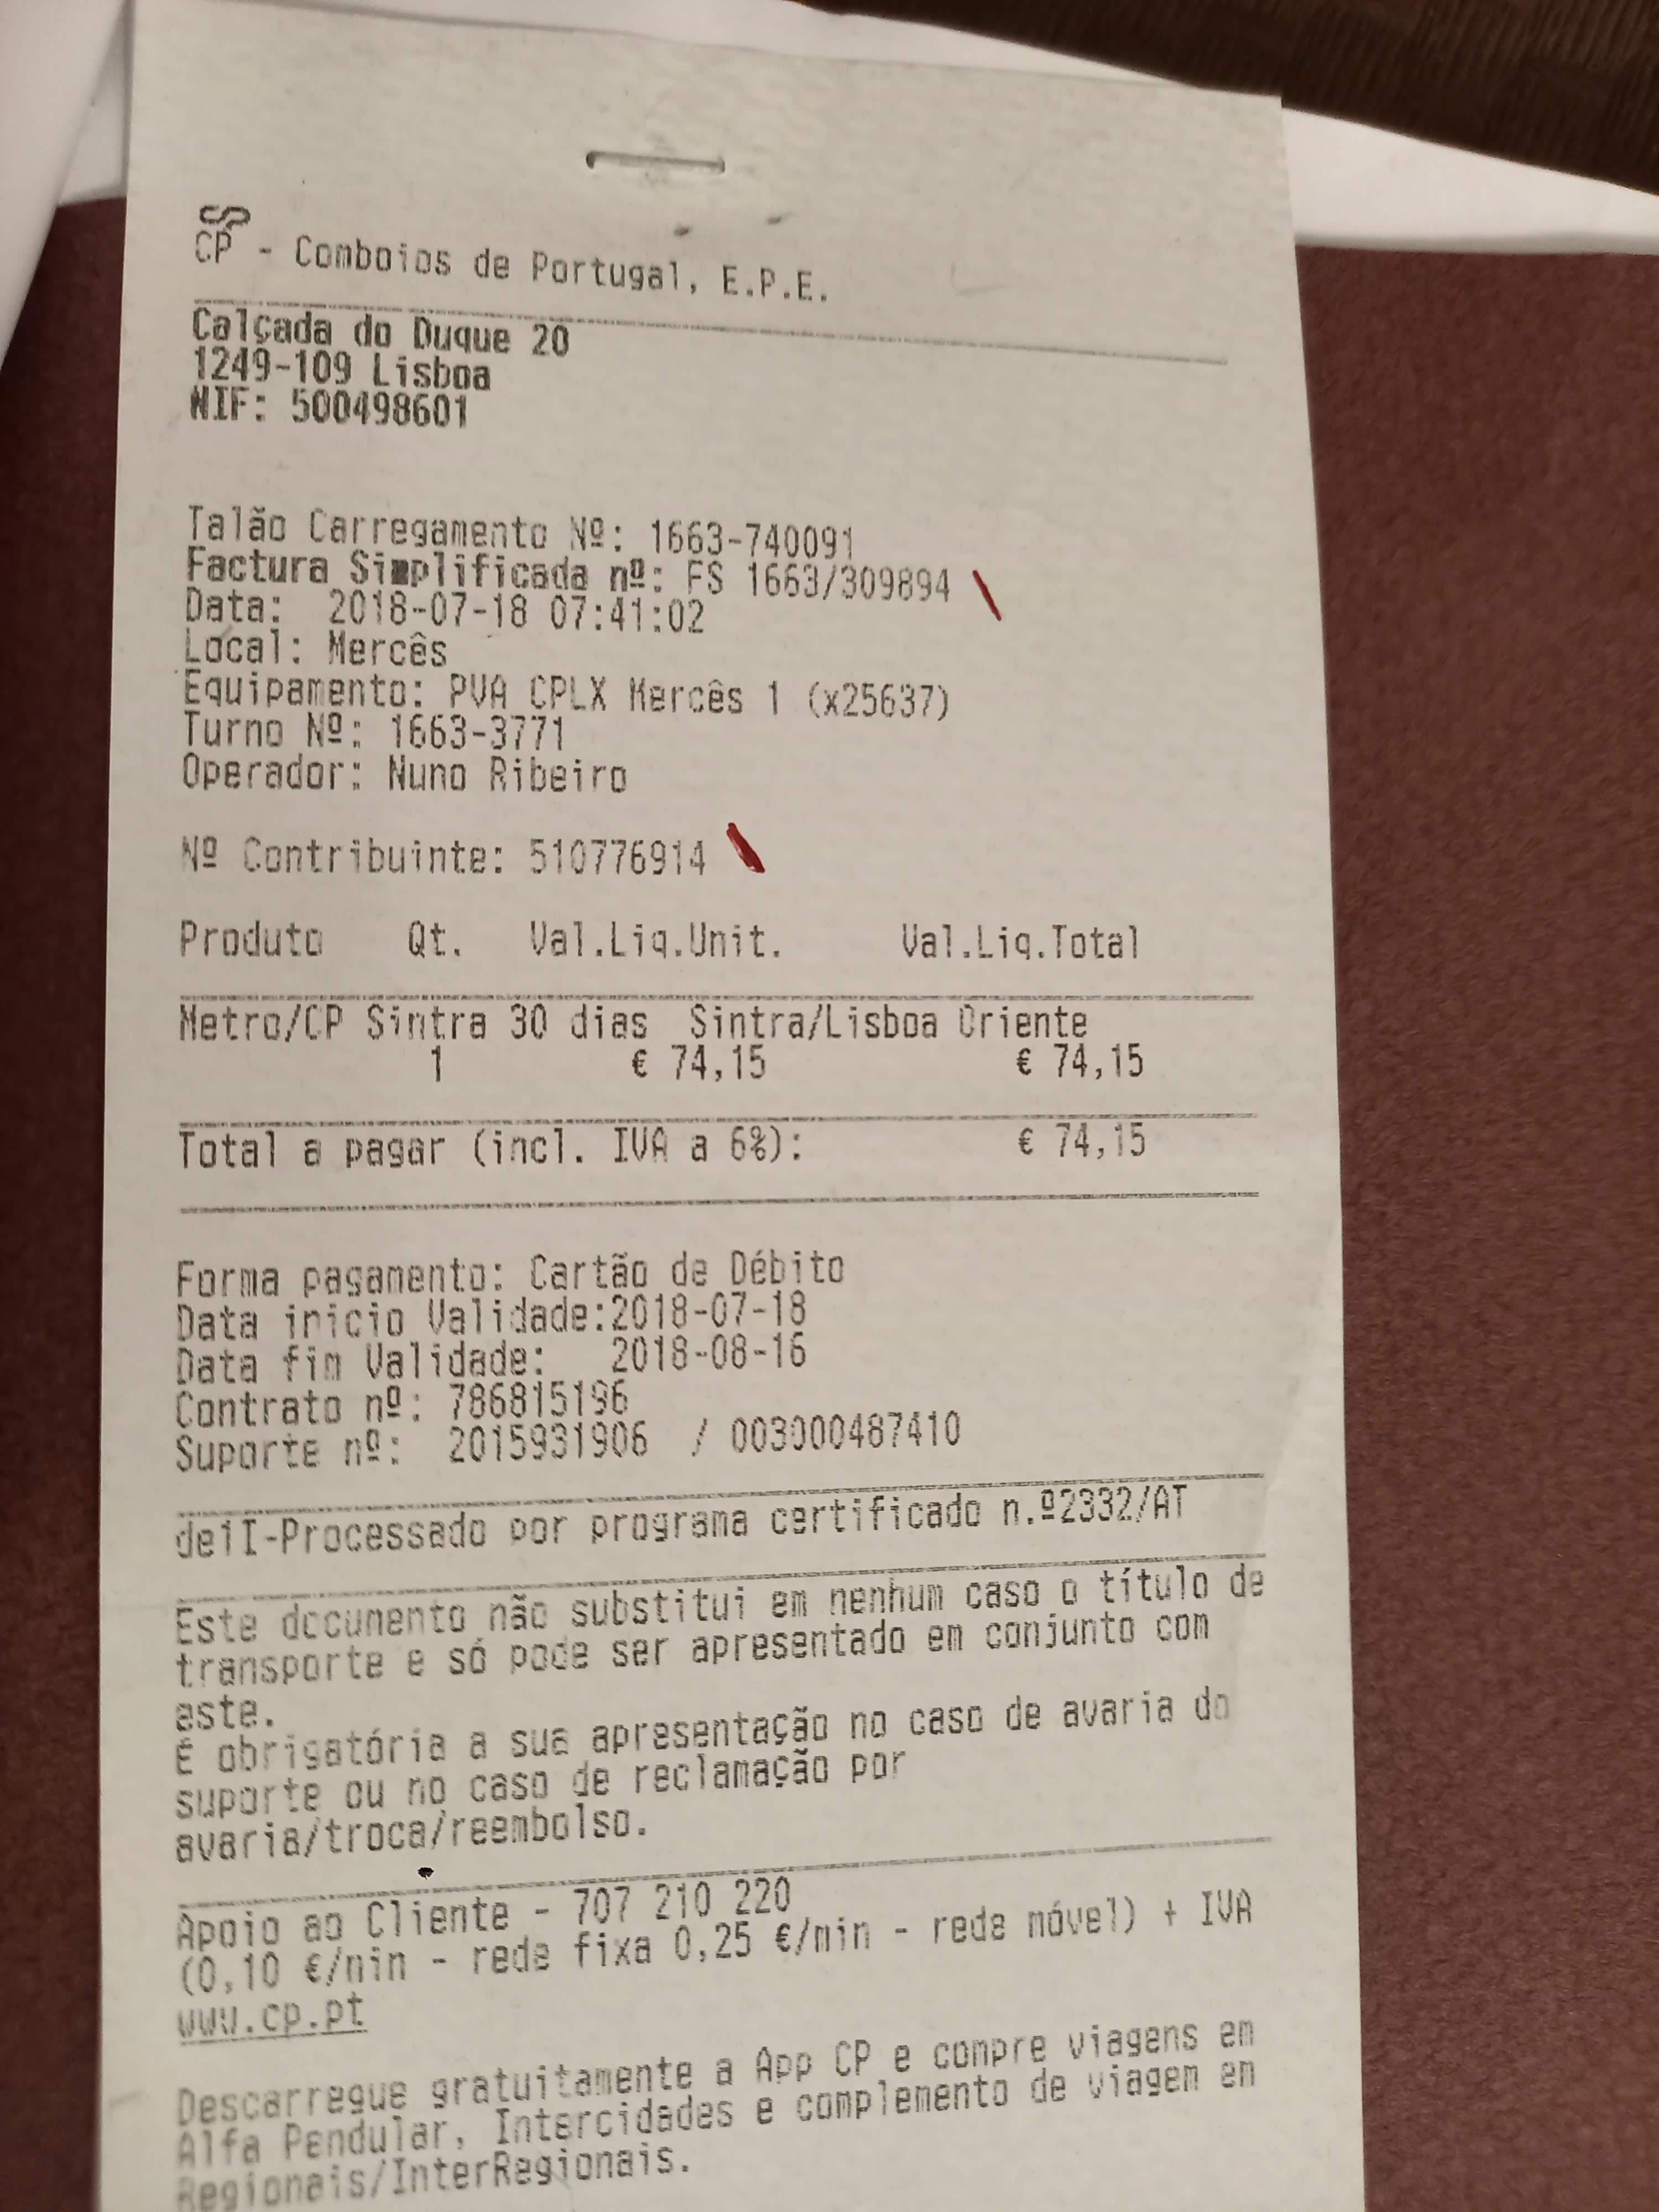 CP - Comboios de Portugal, E.P.E.
Calçada do Duque 20
1249-109 Lisboa
NIF: 500498601
Talão Carregamento Nº: 1663-740091
Factura Simplificada nº: FS 1663/309894
Data: 2018-07-18 07:41:02
Local: Mercês
Equipamento: PVA CPLX Mercês 1 (x25637)
Turno Nº: 1663-3771
Operador: Nuno Ribeiro
Nº Contribuinte: 510776914
Produto Qt. Val.Liq.Unit. Val.Liq.Total
Metro/CP Sintra 30 dias Sintra/Lisboa Oriente
1 € 74,15 € 74,15
Total a pagar (incl. IVA a 6%): € 74,15
Forma pagamento: Cartão de Débito
Data inicio Validade:2018-07-18
Data fim Validade: 2018-08-16
Contrato nº: 786815196
Suporte nº: 2015931906 / 003000487410
deiI-Processado por programa certificado n.º2332/AT
Este documento não substitui em nenhum caso o título de
transporte e só pode ser apresentado em conjunto com
este.
É obrigatória a sua apresentação no caso de avaria do
suporte ou no caso de reclamação por
avaria/troca/reembolso.
Apoio ao Cliente - 707 210 220
(0,10 €/min - rede fixa 0,25 €/min - rede móvel) + IVA
www.cp.pt
Descarregue gratuitamente a App CP e compre viagens em
Alfa Pendular, Intercidades e complemento de viagem em
Regionais/InterRegionais.